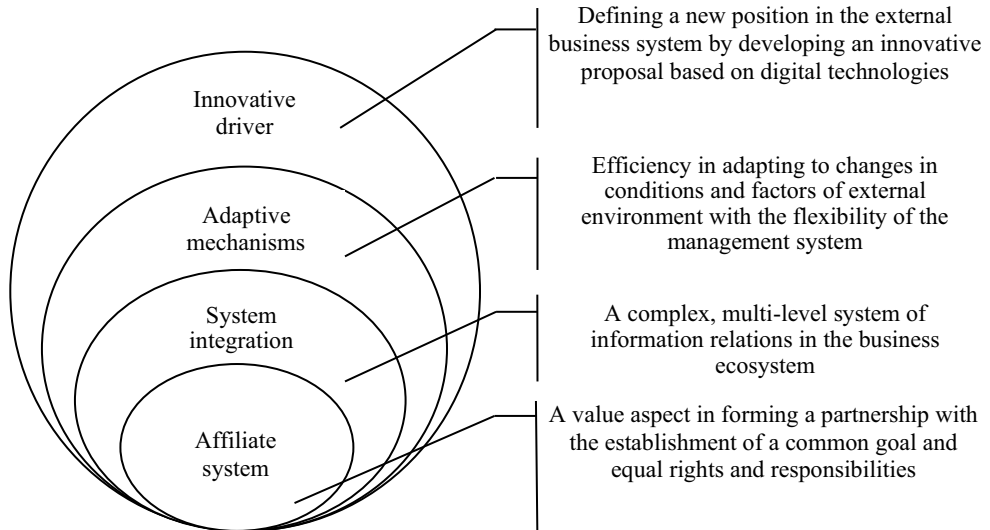 Defining a new position in the external
business system by developing an innovative
proposal based on digital technologies
Innovative
driver
Efficiency in adapting to changes in
conditions and factors of external
environment with the flexibility of the
management system
Adaptive
mechanisms
A complex, multi-level system of
information relations in the business
ecosystem
System
integration
A value aspect in forming a partnership with
the establishment of a common goal and
equal rights and responsibilities
Affiliate
system